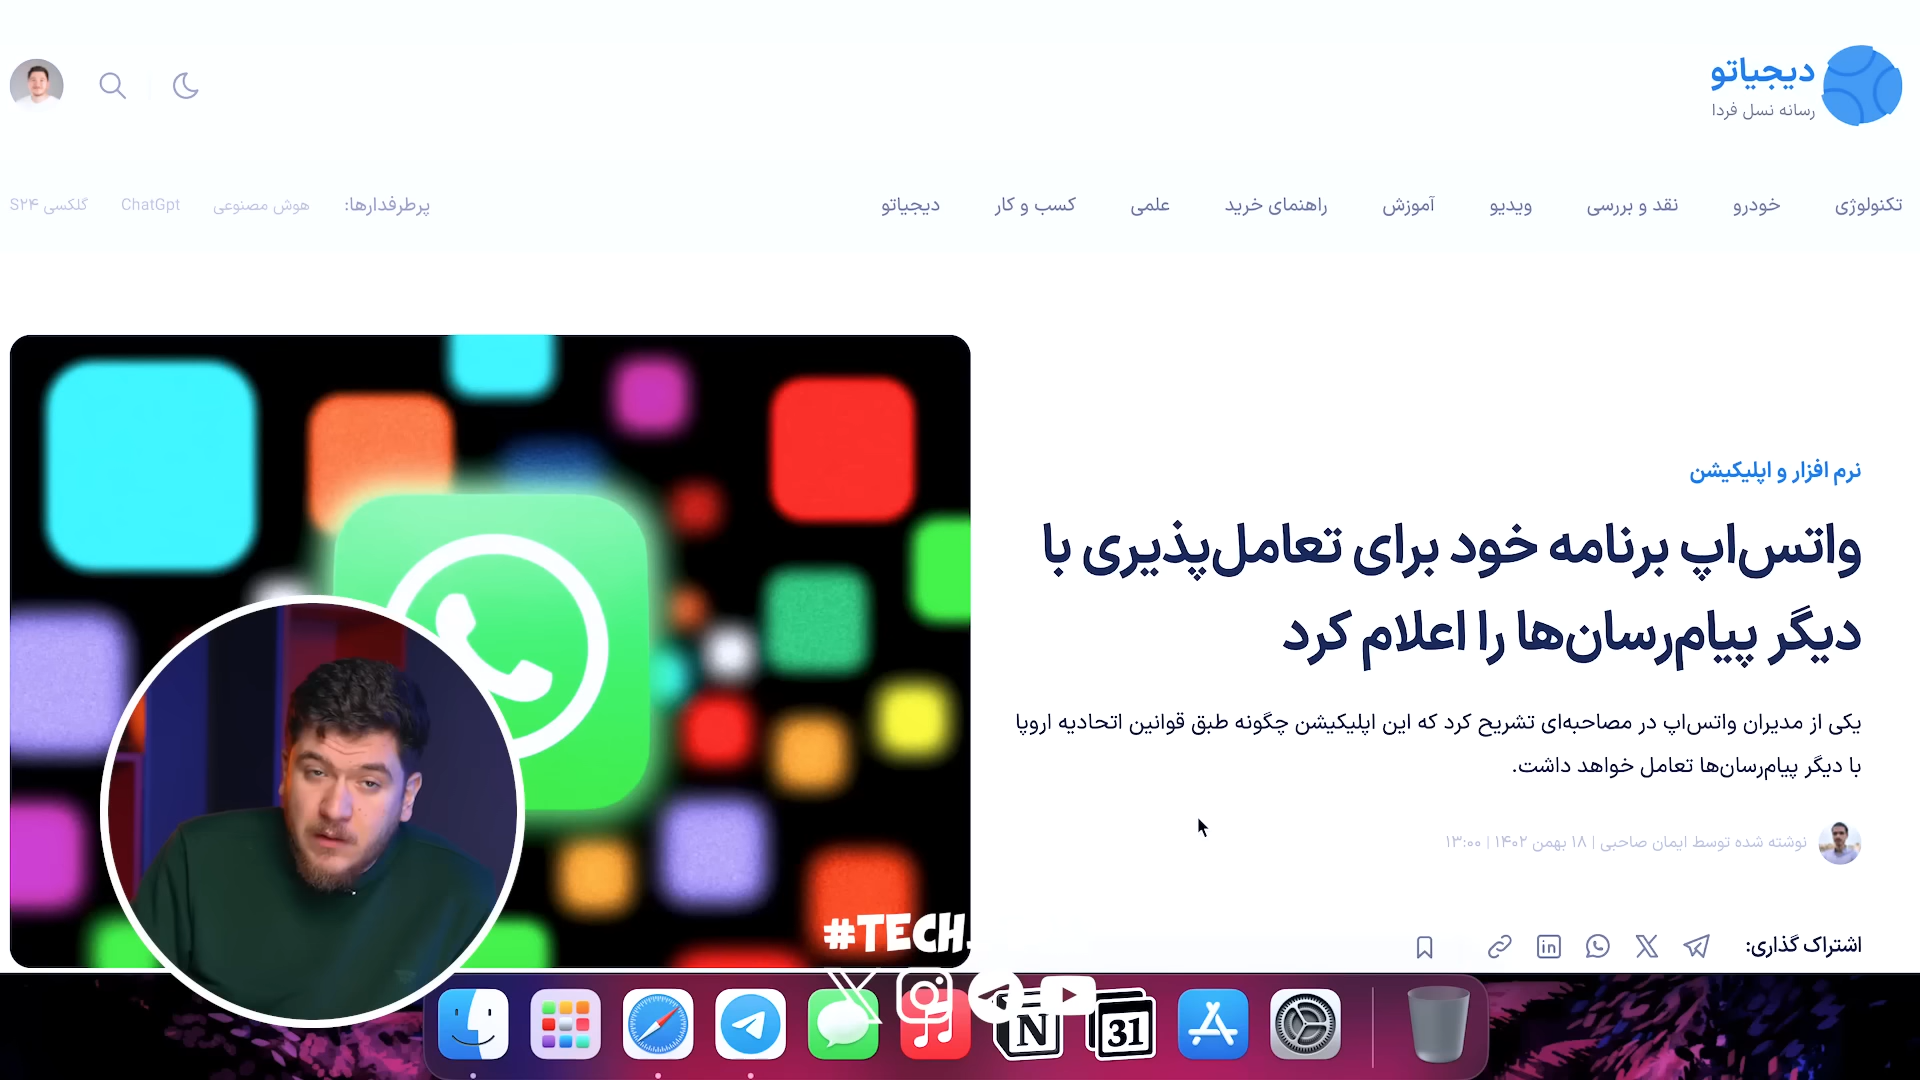 دیجیاتو
رسانه نسل فردا
تکنولوژی
خودرو
نقد و بررسی
ویدیو
آموزش
راهنمای خرید
علمی
کسب و کار
دیجیاتو
پرطرفدارها:
هوش مصنوعی
ChatGpt
گلکسی S۲۴
نرم افزار و اپلیکیشن
واتس‌اپ برنامه خود برای تعامل‌پذیری با
دیگر پیام‌رسان‌ها را اعلام کرد
یکی از مدیران واتس‌اپ در مصاحبه‌ای تشریح کرد که این اپلیکیشن چگونه طبق قوانین اتحادیه اروپا
با دیگر پیام‌رسان‌ها تعامل خواهد داشت.
نوشته شده توسط ایمان صاحبی | ۱۸ بهمن ۱۴۰۲ | ۱۳:۰۰
اشتراک گذاری:
#TECH
31